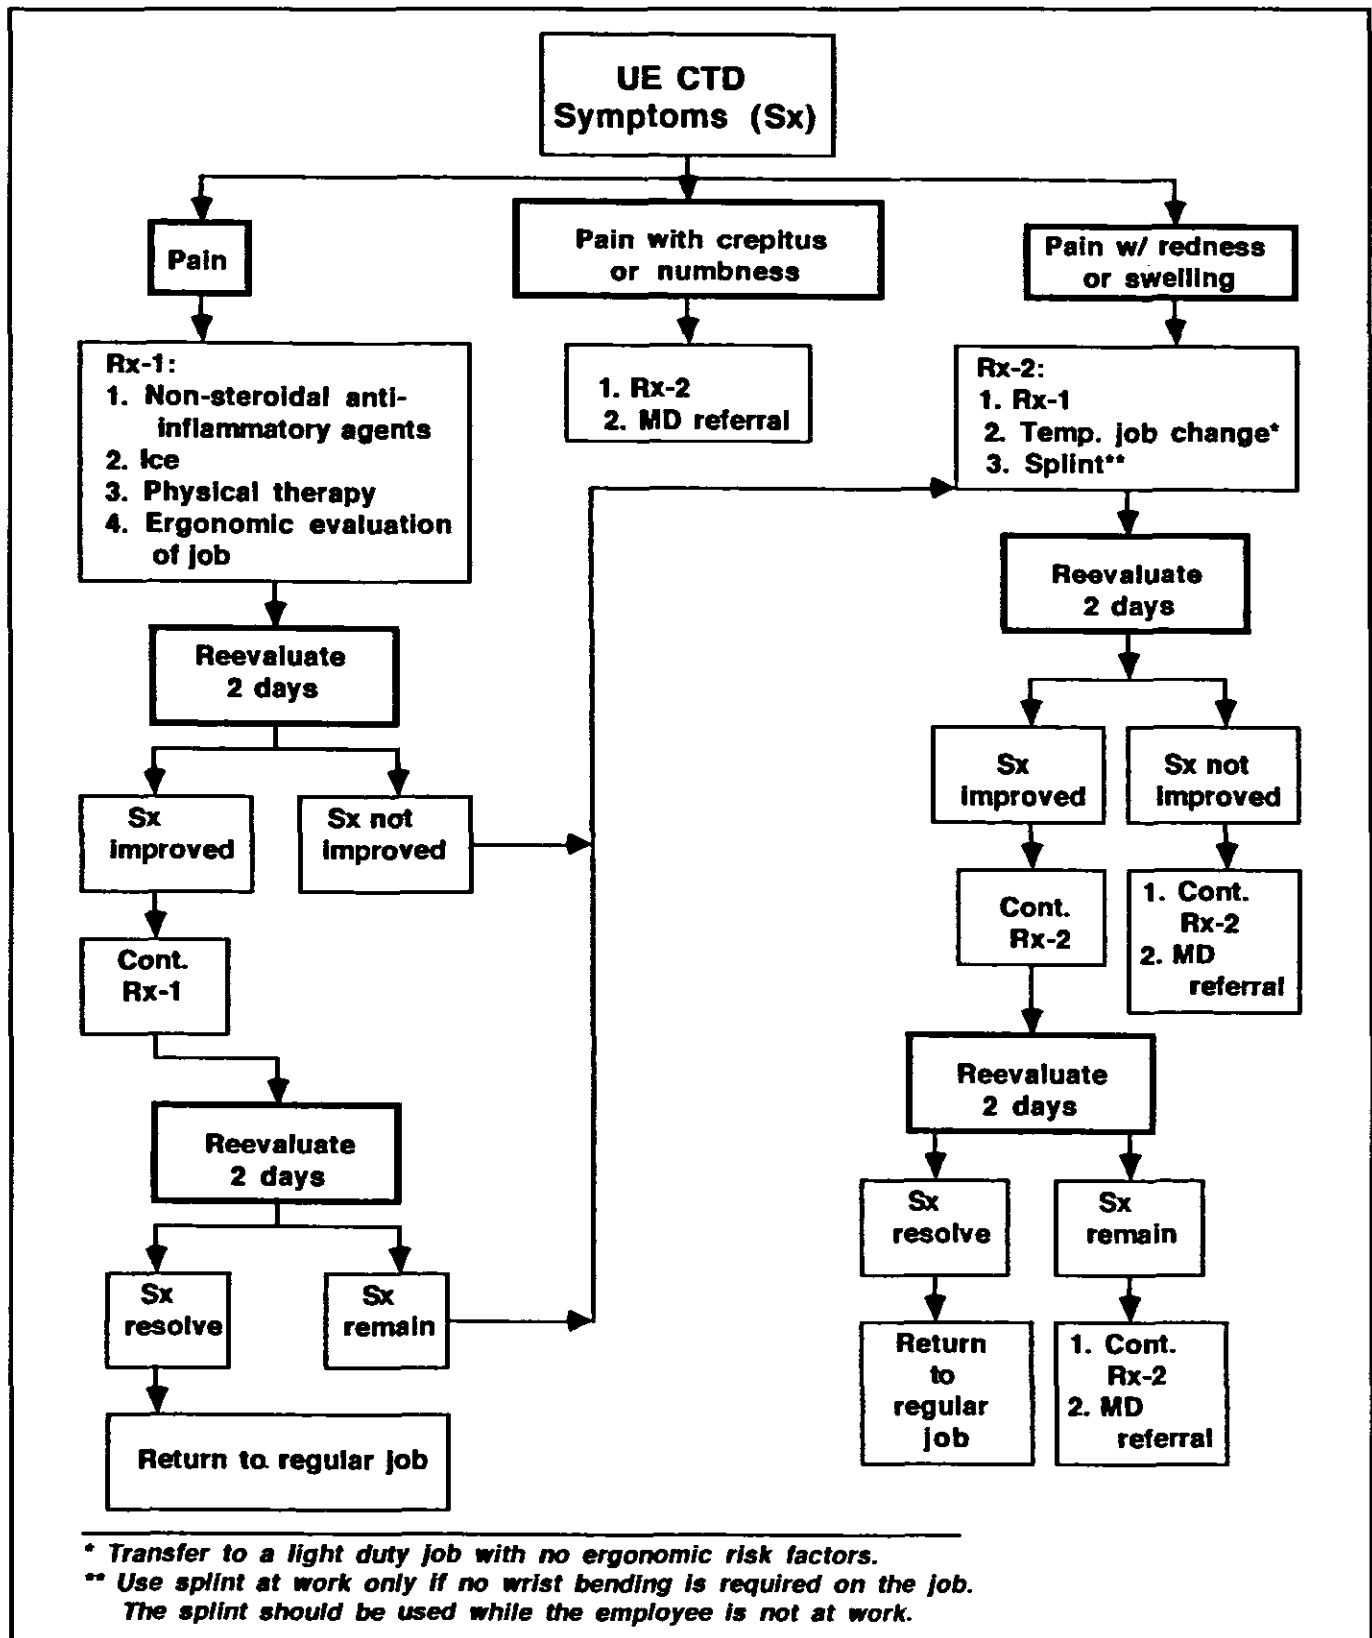 UE CTD
Symptoms (Sx)
Pain
Pain with crepitus
or numbness
Pain w/ redness
or swelling
Rx-1:
1. Non-steroidal anti-
inflammatory agents
2. Ice
3. Physical therapy
4. Ergonomic evaluation
of job
1. Rx-2
2. MD referral
Rx-2:
1. Rx-1
2. Temp. job change*
3. Splint**
Reevaluate
2 days
Sx
improved
Sx not
improved
Cont.
Rx-1
Reevaluate
2 days
Sx
resolve
Sx
remain
Return to regular job
Reevaluate
2 days
Sx
improved
Sx not
improved
Cont.
Rx-2
1. Cont.
Rx-2
2. MD
referral
Reevaluate
2 days
Sx
resolve
Sx
remain
Return
to
regular
job
1. Cont.
Rx-2
2. MD
referral
* Transfer to a light duty job with no ergonomic risk factors.
** Use splint at work only if no wrist bending is required on the job.
The splint should be used while the employee is not at work.